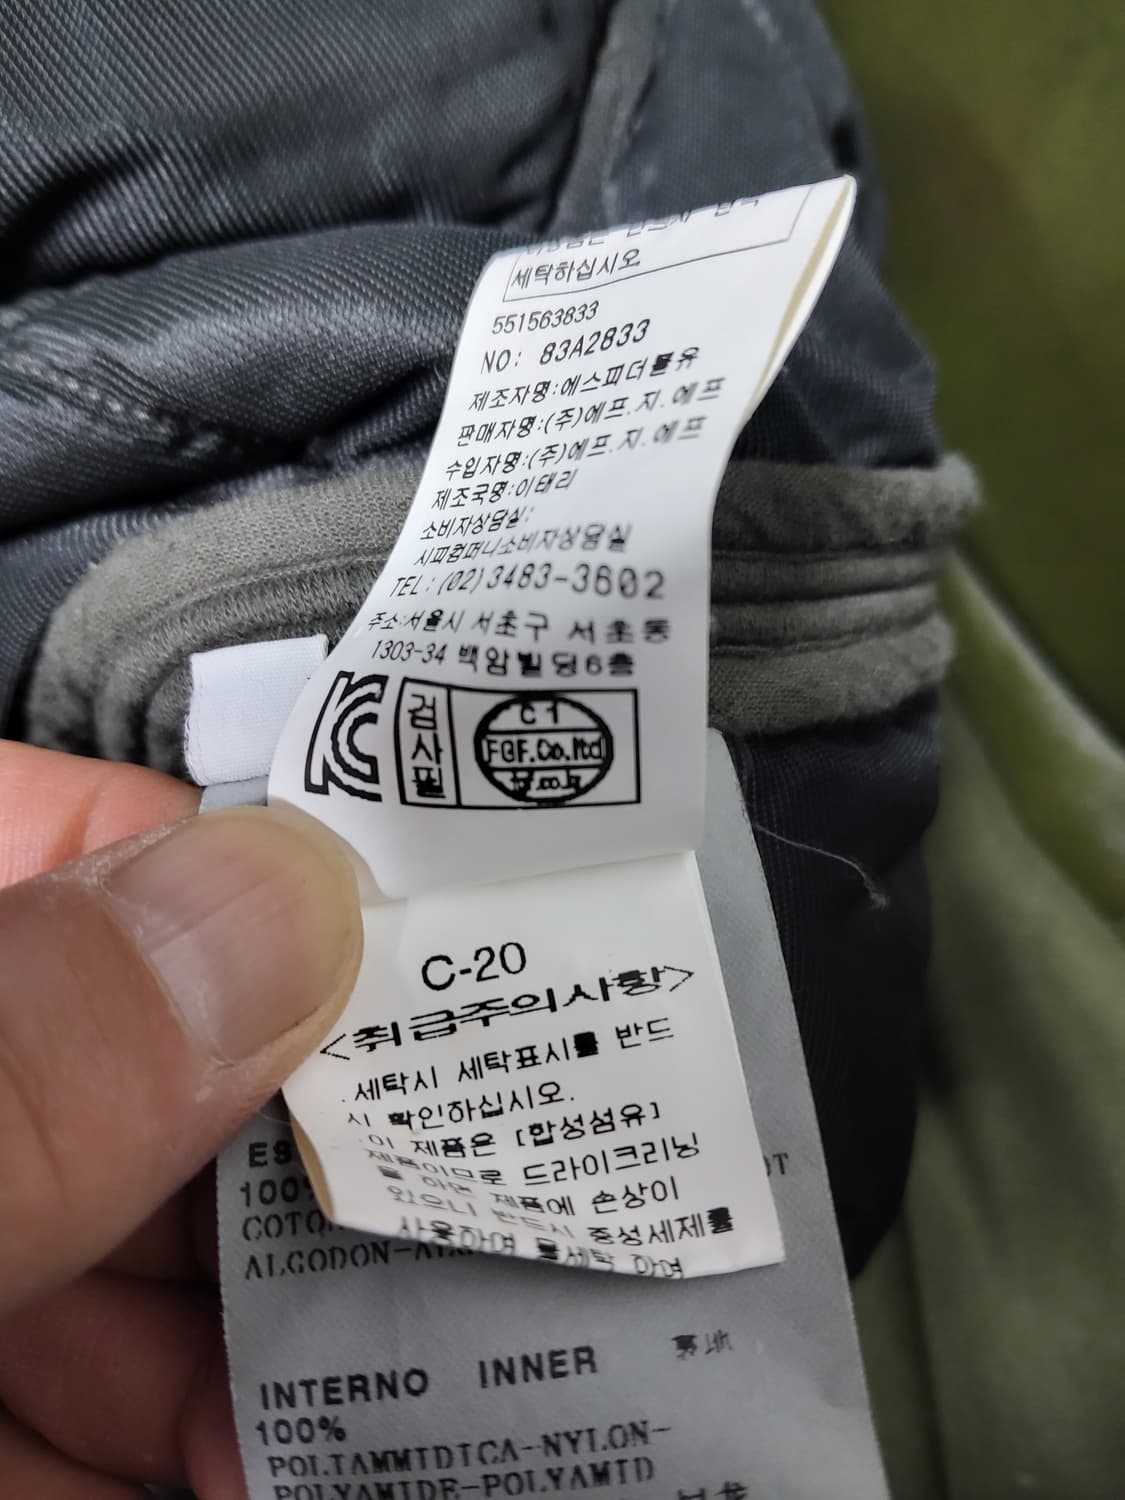 세탁하십시오
551563833
NO: 83A2833
제조자명:에스피더블유
판매자명:(주)에프.지.에프
수입자명:(주)에프.지.에프
제조국명:이태리
소비자상담실:
시피컴퍼니소비자상담실
TEL:(02)3483-3602
주소:서울시 서초구 서초동
1303-34 백암빌딩6층
KC
검사필
C1
FGF.Co.ltd
C-20
<취급주의사항>
.세탁시 세탁표시를 반드
시 확인하십시오.
.이 제품은 [합성섬유]
제품이므로 드라이크리닝
을 하면 제품에 손상이
있으니 반드시 중성세제를
사용하여 물세탁 하여
ES
100%
COTO
ALGODON-
INTERNO INNER
100%
POLIAMMIDICA-NYLON-
POLYAMIDE-POLYAMID